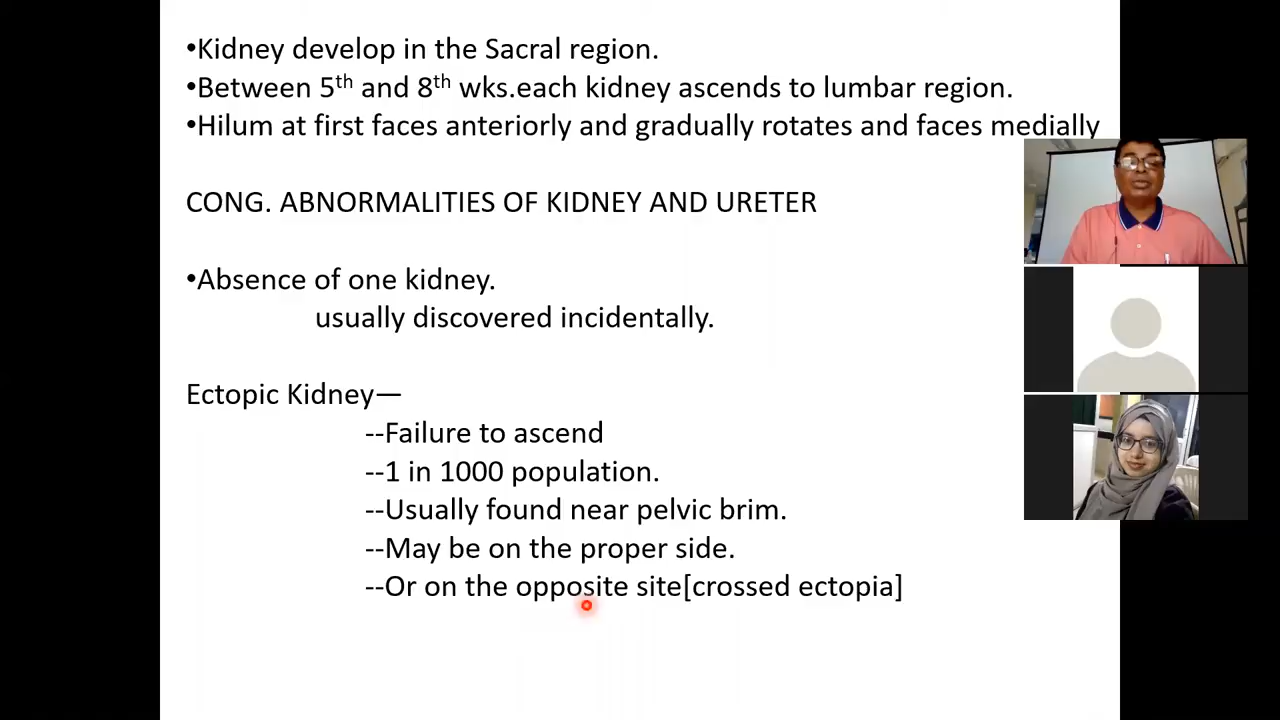 •Kidney develop in the Sacral region.
•Between 5th and 8th wks.each kidney ascends to lumbar region.
•Hilum at first faces anteriorly and gradually rotates and faces medially
CONG. ABNORMALITIES OF KIDNEY AND URETER
•Absence of one kidney.
usually discovered incidentally.
Ectopic Kidney—
--Failure to ascend
--1 in 1000 population.
--Usually found near pelvic brim.
--May be on the proper side.
--Or on the opposite site[crossed ectopia]